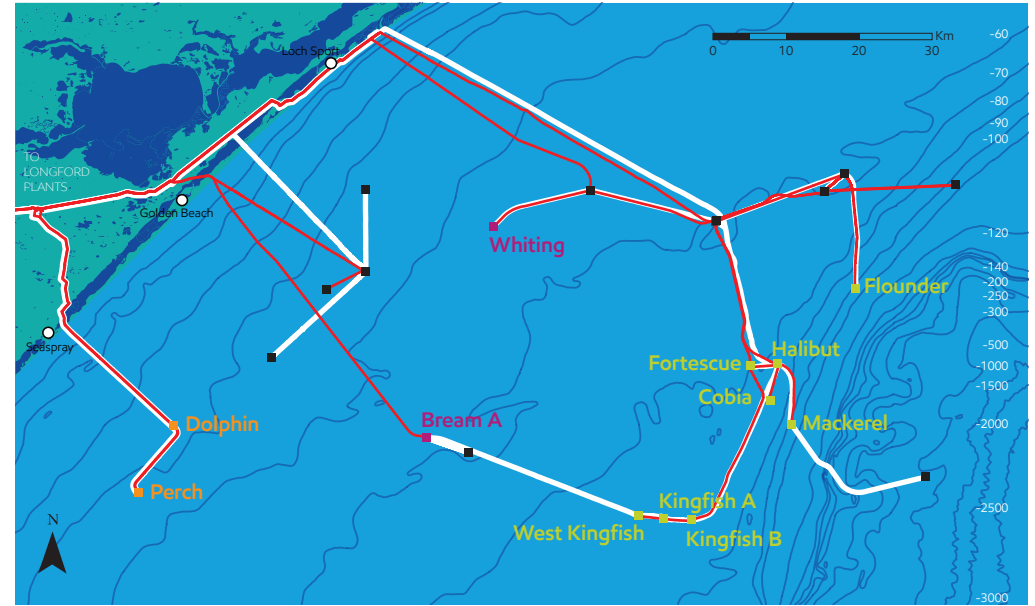 Loch Sport
0
10
20
30
Km
-60
-70
-80
-90
-100
TO
LONGFORD
PLANTS
Golden Beach
Whiting
-120
-140
-200
-250
-300
Flounder
Seaspray
-500
Halibut
Fortescue
-1000
-1500
Cobia
Bream A
Mackerel
-2000
Dolphin
Perch
Kingfish A
West Kingfish
Kingfish B
-2500
N
-3000